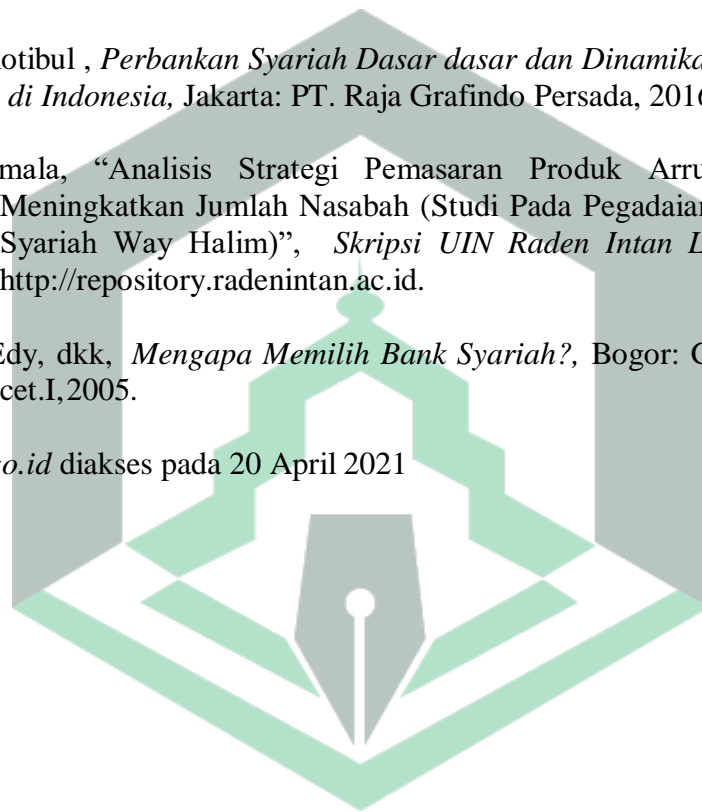 otibul , Perbankan Syariah Dasar dasar dan Dinamika
di Indonesia, Jakarta: PT. Raja Grafindo Persada, 2016
mala, “Analisis Strategi Pemasaran Produk Arru
Meningkatkan Jumlah Nasabah (Studi Pada Pegadaian
Syariah Way Halim)”, Skripsi UIN Raden Intan L
http://repository.radenintan.ac.id.
Edy, dkk, Mengapa Memilih Bank Syariah?, Bogor: G
cet.I,2005.
o.id diakses pada 20 April 2021